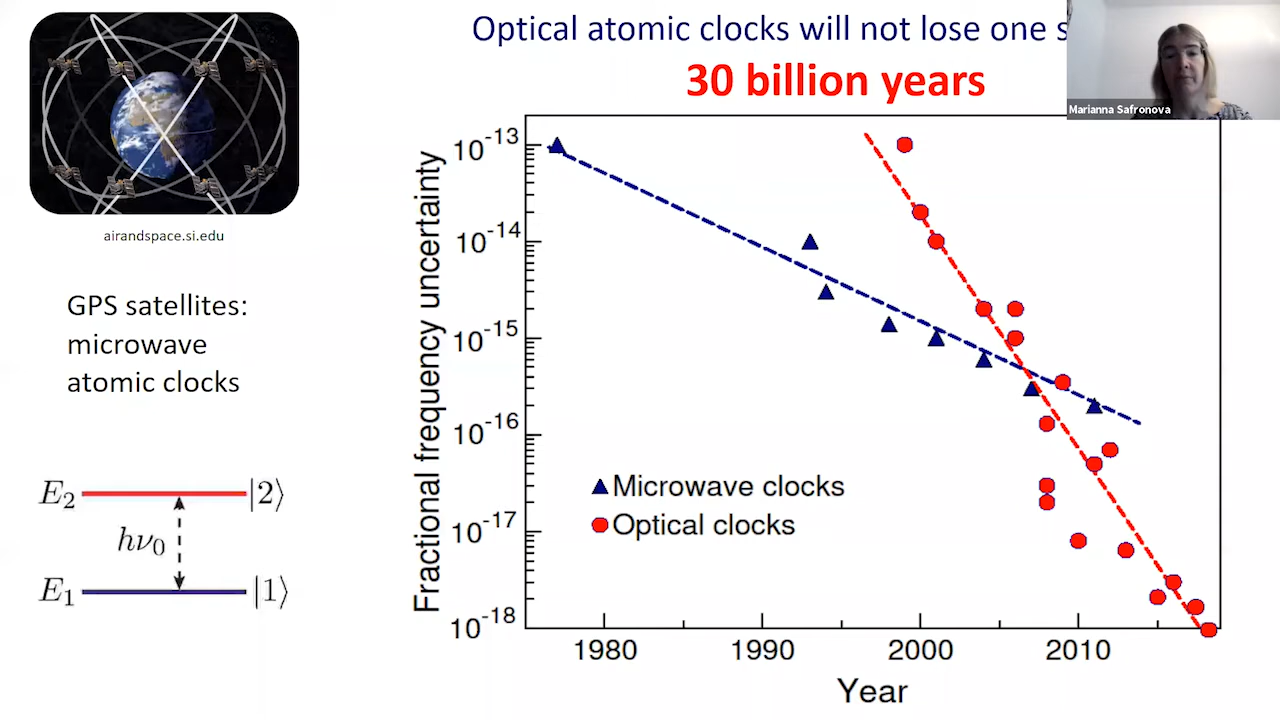 Optical atomic clocks will not lose one
30 billion years
Marianna Safronova
airandspace.si.edu
GPS satellites:
microwave
atomic clocks
E2 |2⟩
hν0
E1 |1⟩
Fractional frequency uncertainty
10-13
10-14
10-15
10-16
10-17
10-18
Microwave clocks
Optical clocks
1980 1990 2000 2010
Year